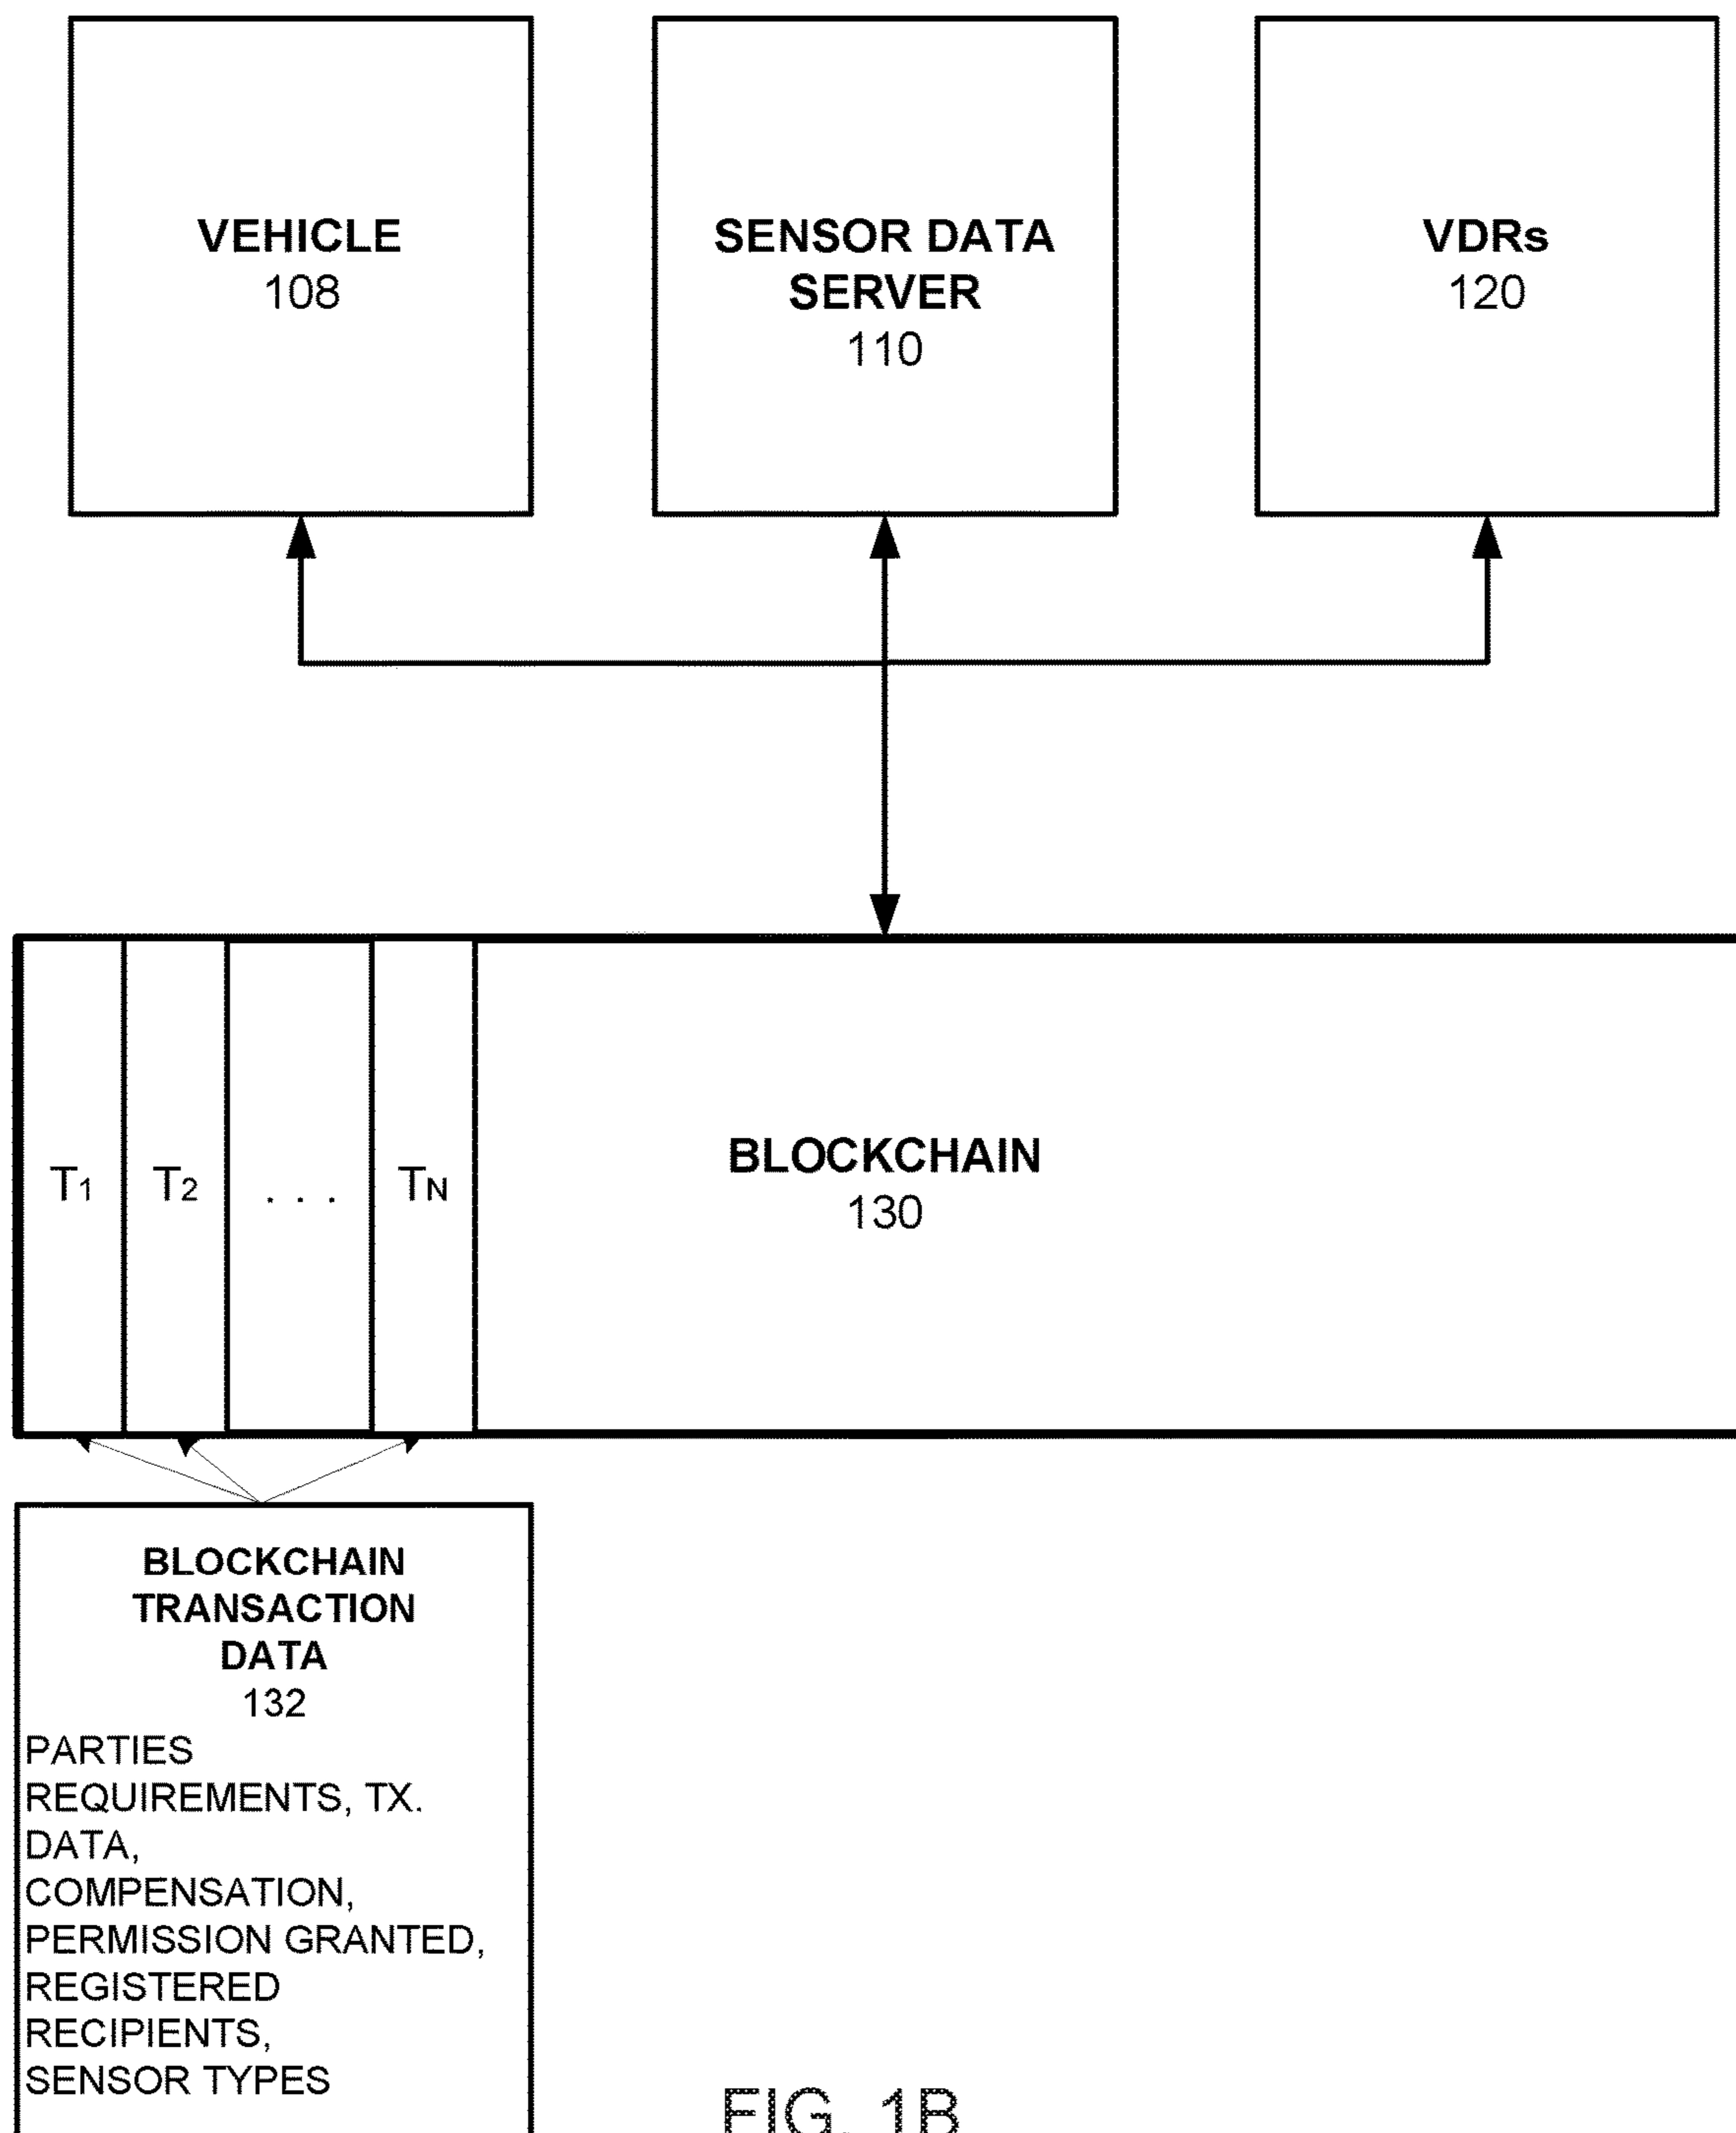 VEHICLE
108
SENSOR DATA
SERVER
110
VDRs
120
T1 T2 . . . TN
BLOCKCHAIN
130
BLOCKCHAIN
TRANSACTION
DATA
132
PARTIES
REQUIREMENTS, TX.
DATA,
COMPENSATION,
PERMISSION GRANTED,
REGISTERED
RECIPIENTS,
SENSOR TYPES
FIG. 1B